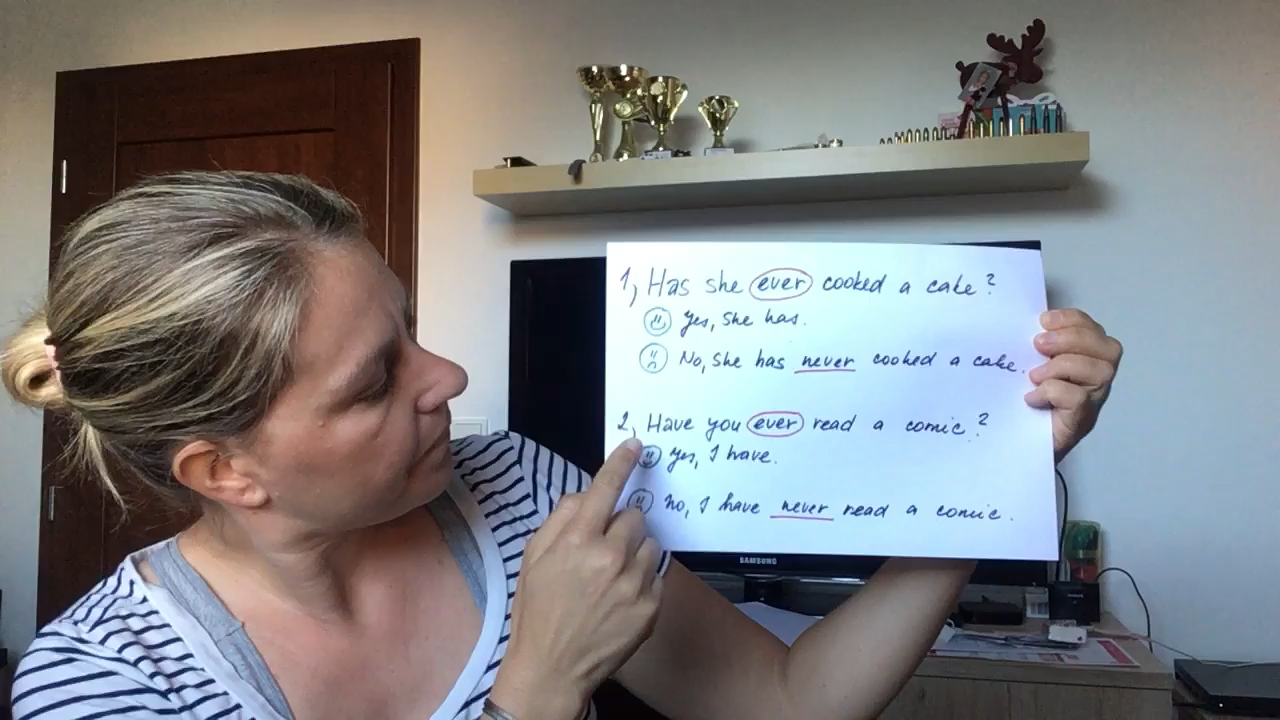 1, Has she ever cooked a cake?
Yes, she has.
No, she has never cooked a cake.
2, Have you ever read a comic?
Yes, I have.
No, I have never read a comic.
SAMSUNG